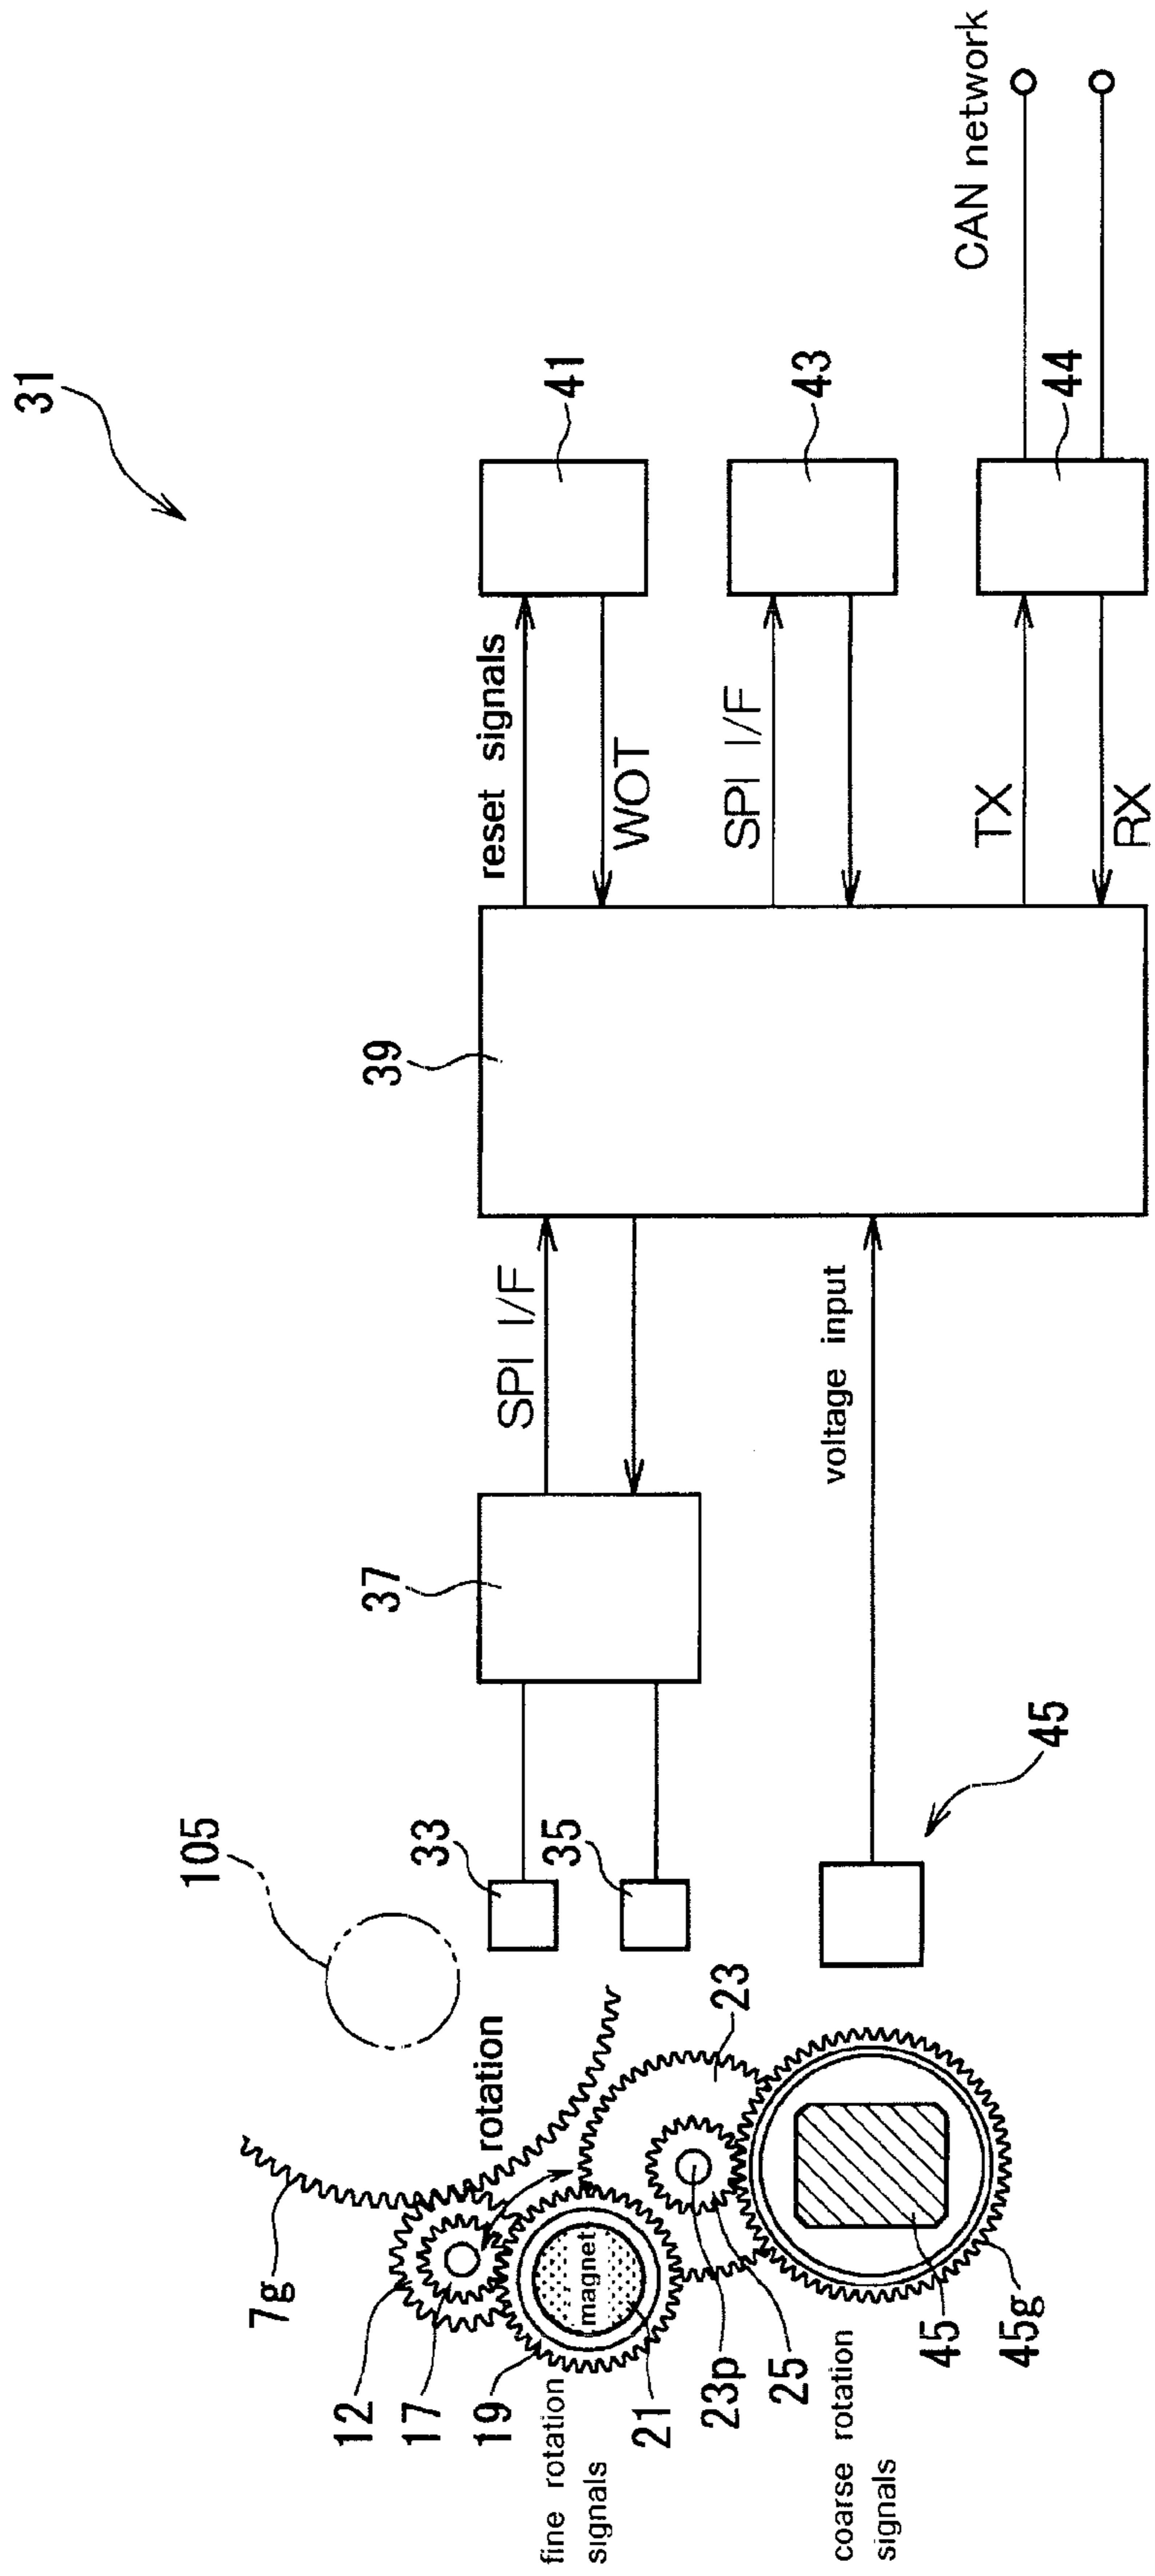 31
41
43
44
CAN network
reset signals
WOT
SPI I/F
TX
RX
39
SPI I/F
voltage input
37
45
105
33
35
rotation
23
7g
12
17
19
magnet
21
23p
25
45
45g
fine rotation
signals
coarse rotation
signals